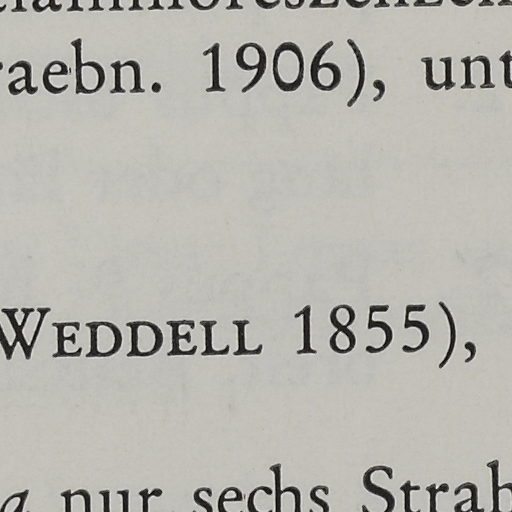 raebn. 1906), unt
WEDDELL 1855),
a nur sechs Strah